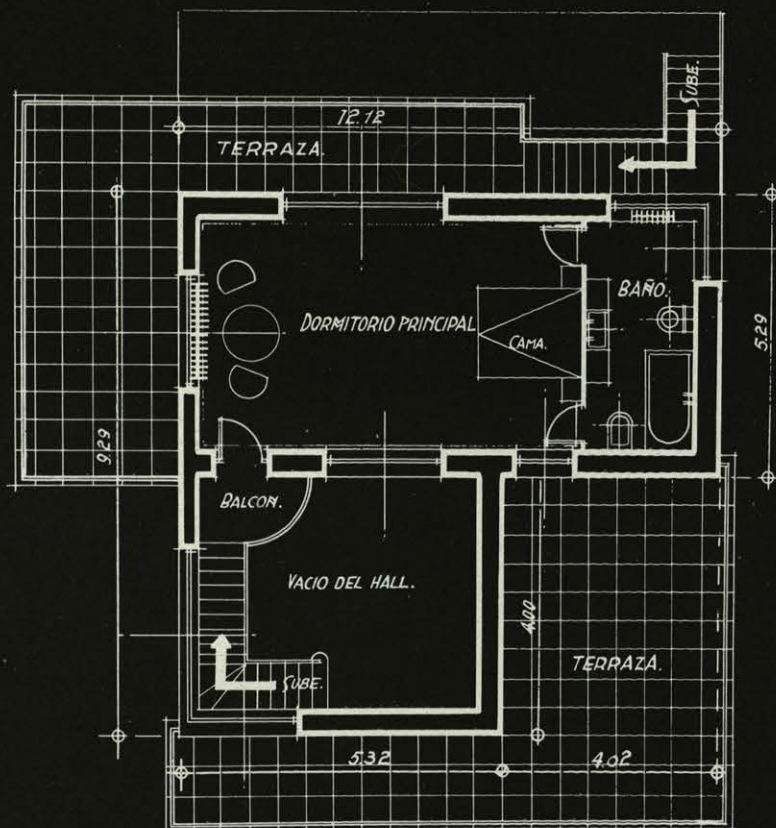 SUBE.
12.12
TERRAZA.
BAÑO.
DORMITORIO PRINCIPAL
CAMA.
5.29
9.29
BALCON.
VACIO DEL HALL.
4.00
TERRAZA.
SUBE.
5.32
4.02